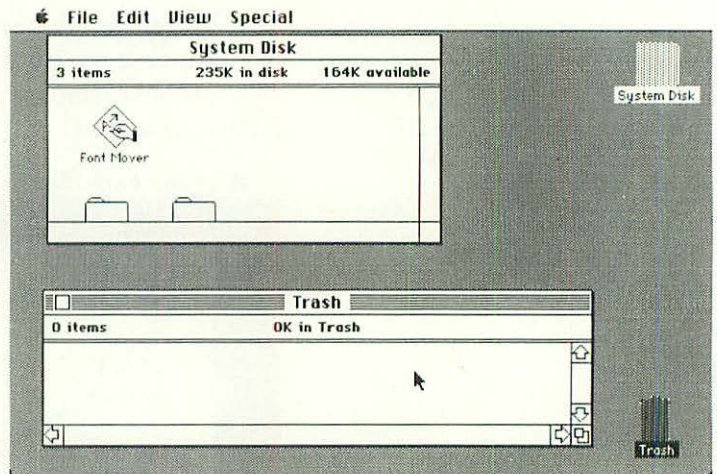 File Edit View Special
System Disk
3 items 235K in disk 164K available
System Disk
Font Mover
Trash
0 items 0K in Trash
Trash